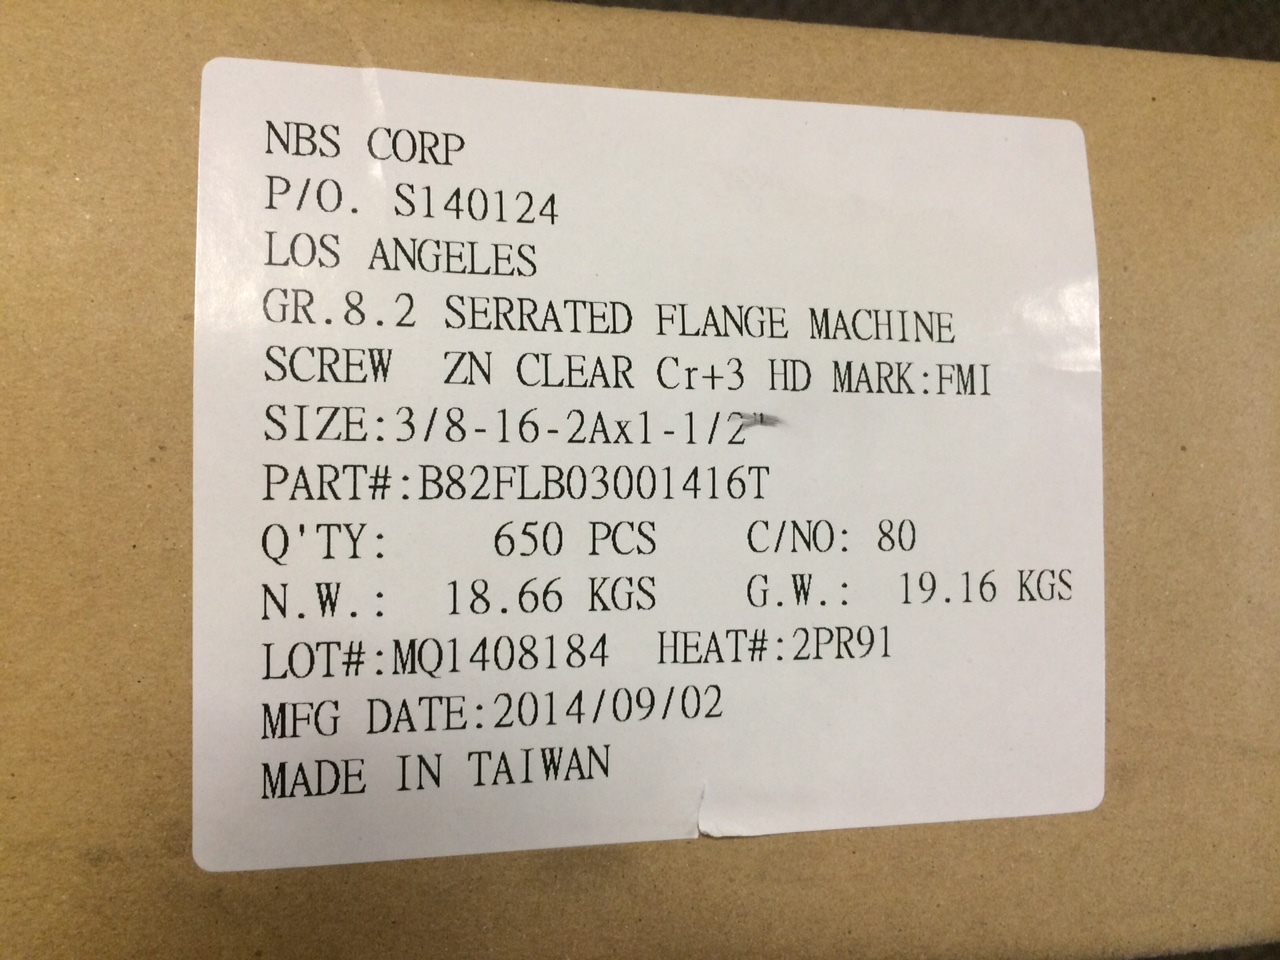 NBS CORP
P/O. S140124
LOS ANGELES
GR.8.2 SERRATED FLANGE MACHINE
SCREW ZN CLEAR Cr+3 HD MARK:FMI
SIZE:3/8-16-2Ax1-1/2"
PART#:B82FLB03001416T
Q'TY: 650 PCS C/NO: 80
N.W.: 18.66 KGS G.W.: 19.16 KGS
LOT#:MQ1408184 HEAT#:2PR91
MFG DATE:2014/09/02
MADE IN TAIWAN